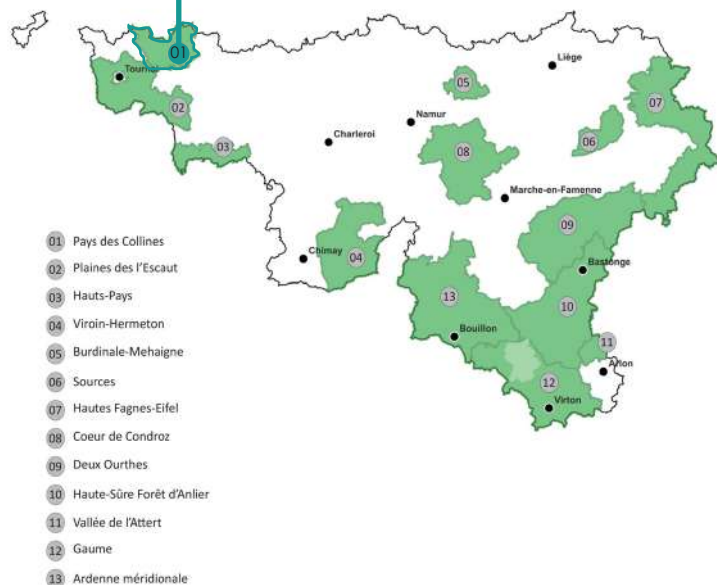 01
Tournai
Liège
05
07
02
Namur
Charleroi
03
08
06
Marche-en-Famenne
01 Pays des Collines
02 Plaines des l'Escaut
03 Hauts-Pays
04 Viroin-Hermeton
05 Burdinale-Mehaigne
06 Sources
07 Hautes Fagnes-Eifel
08 Coeur de Condroz
09 Deux Ourthes
10 Haute-Sûre Forêt d'Anlier
11 Vallée de l'Attert
12 Gaume
13 Ardenne méridionale
09
Chimay
04
Bastonge
13
10
Bouillon
11
Arlon
12
Virton